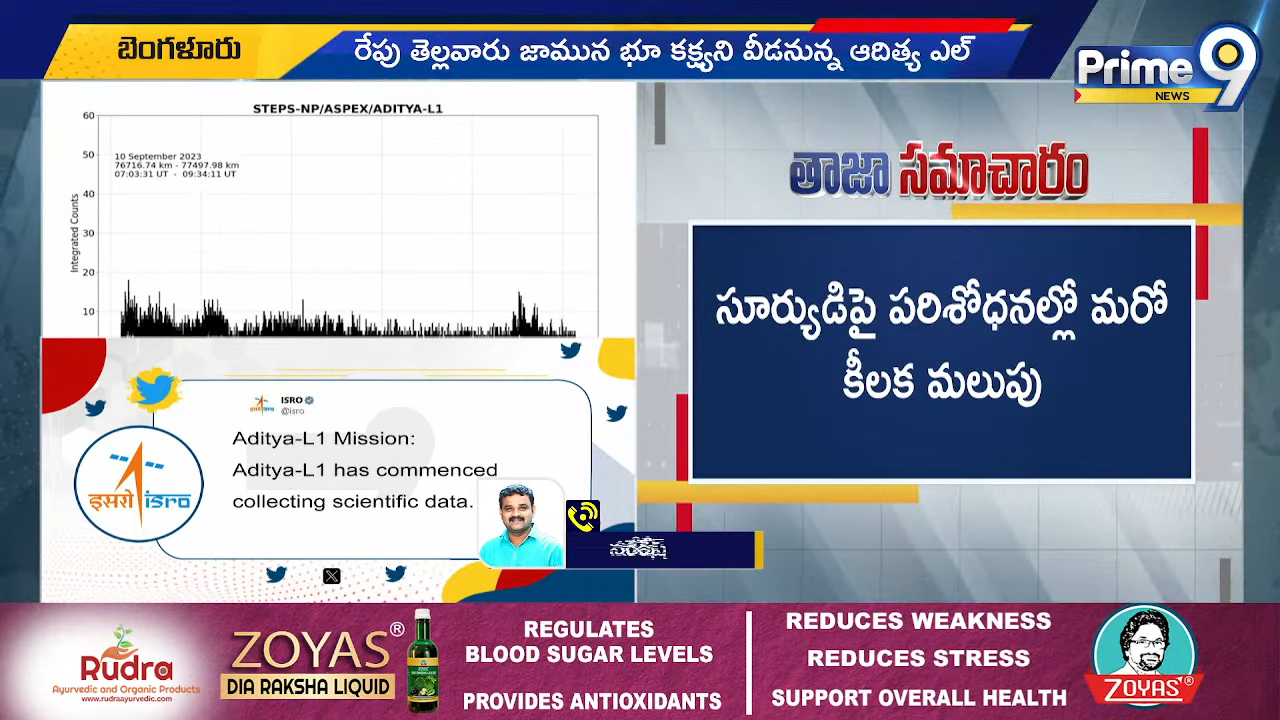 బెంగళూరు
రేపు తెల్లవారు జామున భూ కక్ష్యని వీడనున్న ఆదిత్య ఎల్
Prime 9
NEWS
STEPS-NP/ASPEX/ADITYA-L1
60
50
40
30
20
10
Integrated Counts
10 September 2023
76716.74 km - 77497.98 km
07:03:31 UT - 09:34:11 UT
తాజా సమాచారం
సూర్యుడిపై పరిశోధనల్లో మరో
కీలక మలుపు
ISRO
@isro
Aditya-L1 Mission:
Aditya-L1 has commenced
collecting scientific data.
इसरो isro
Rudra
Ayurvedic and Organic Products
www.rudraayurvedic.com
ZOYAS®
DIA RAKSHA LIQUID
REGULATES
BLOOD SUGAR LEVELS
PROVIDES ANTIOXIDANTS
REDUCES WEAKNESS
REDUCES STRESS
SUPPORT OVERALL HEALTH
ZOYAS®